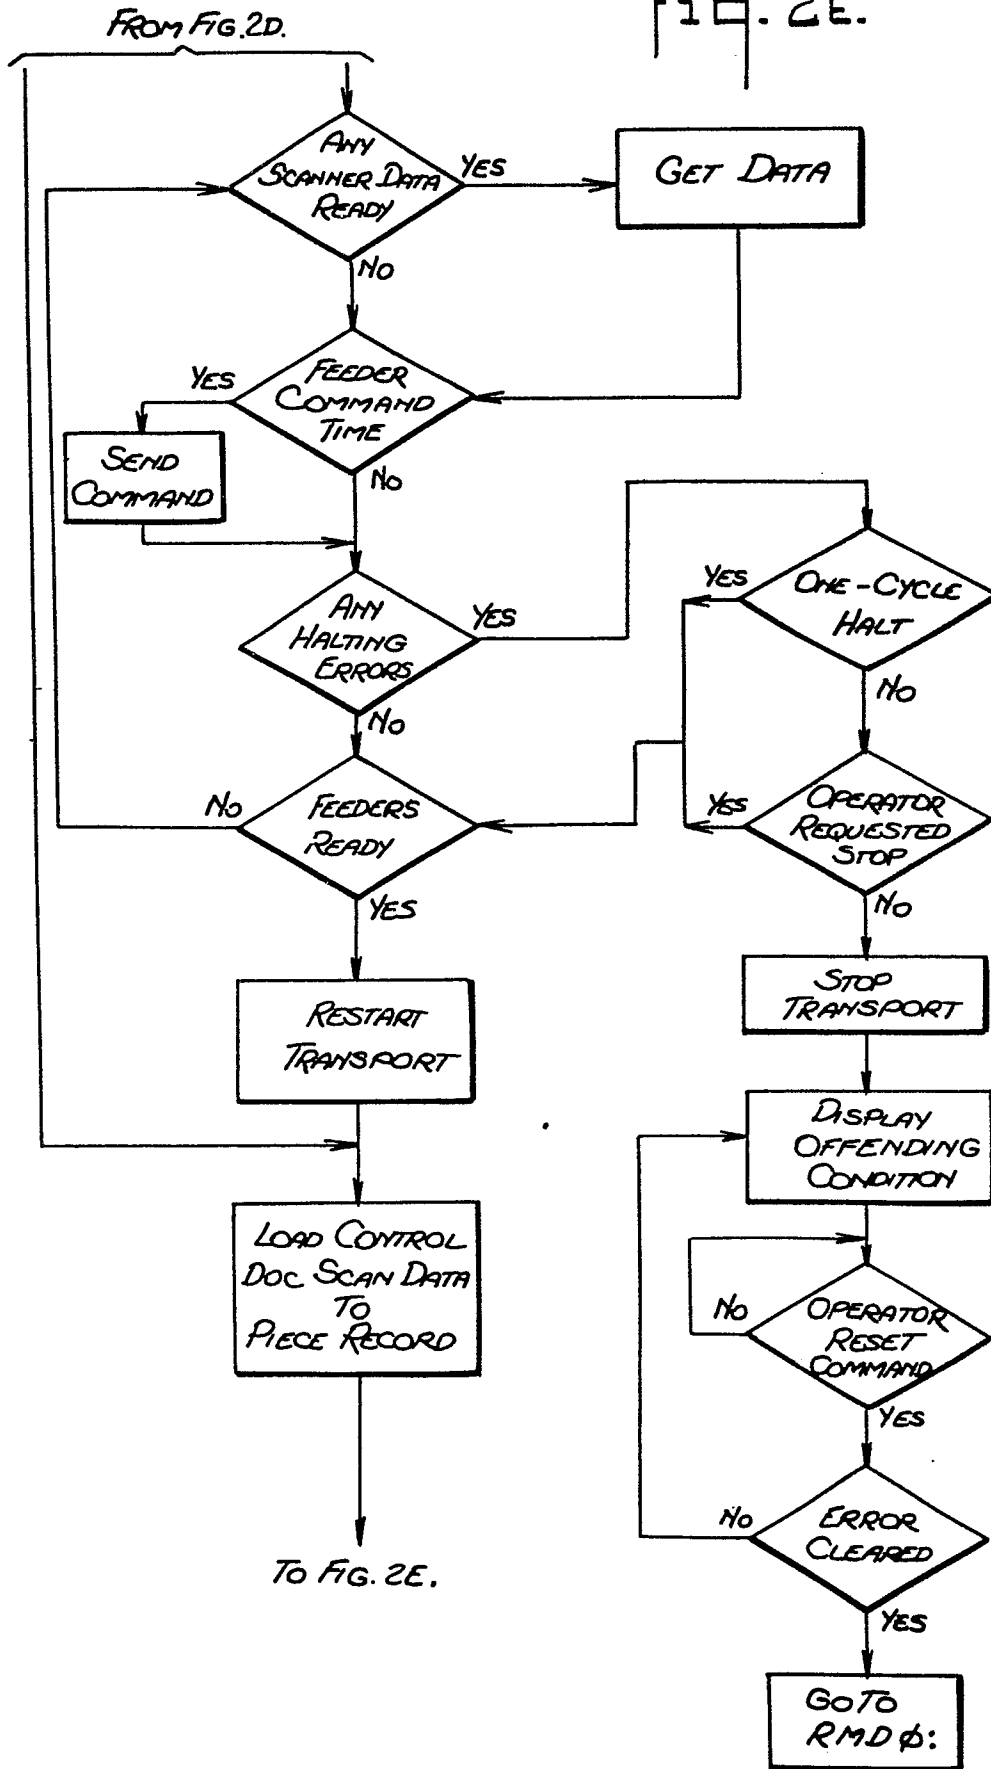 FROM FIG. 2D.
FIG. 2E.
ANY
SCANNER DATA
READY
YES
GET DATA
NO
YES
FEEDER
COMMAND
TIME
SEND
COMMAND
NO
ANY
HALTING
ERRORS
YES
YES
ONE-CYCLE
HALT
NO
NO
NO
FEEDERS
READY
YES
OPERATOR
REQUESTED
STOP
YES
NO
RESTART
TRANSPORT
STOP
TRANSPORT
DISPLAY
OFFENDING
CONDITION
LOAD CONTROL
DOC SCAN DATA
TO
PIECE RECORD
NO
OPERATOR
RESET
COMMAND
YES
NO
ERROR
CLEARED
TO FIG. 2E.
YES
GO TO
RMD ϕ: